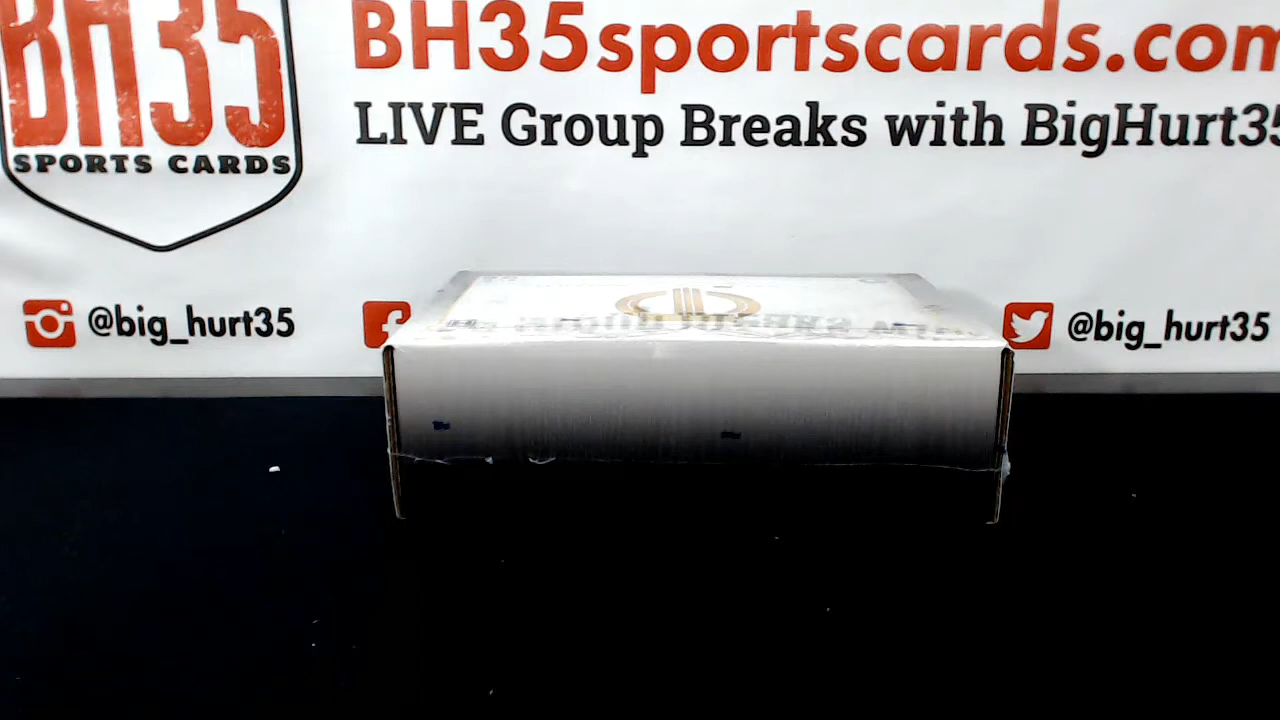 BH35
SPORTS CARDS
BH35sportscards.com
LIVE Group Breaks with BigHurt35
@big_hurt35
@big_hurt35